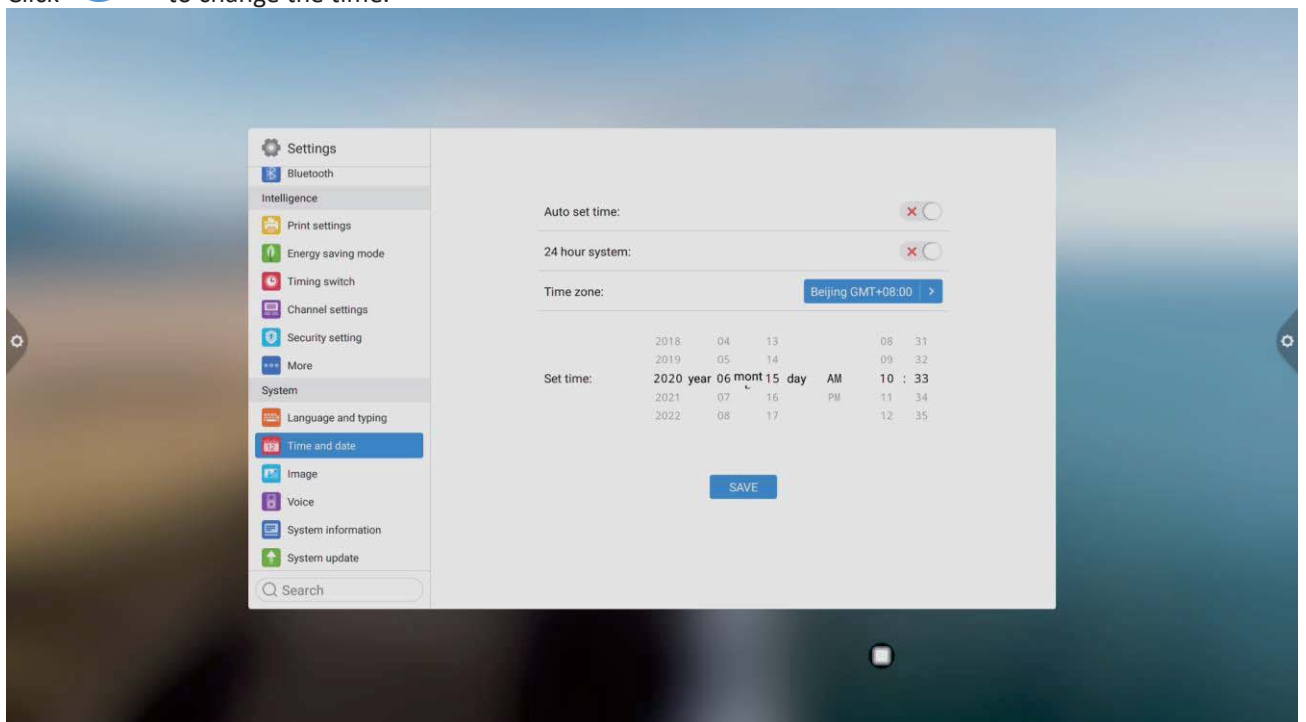 to change the time.
Settings
Bluetooth
Intelligence
Print settings
Energy saving mode
Timing switch
Channel settings
Security setting
More
System
Language and typing
Time and date
Image
Voice
System information
System update
Search
Auto set time:
24 hour system:
Time zone: Beijing GMT+08:00 >
2018 04 13 08 31
2019 05 14 09 32
Set time: 2020 year 06 mont 15 day AM 10 : 33
2021 07 16 PM 11 34
2022 08 17 12 35
SAVE